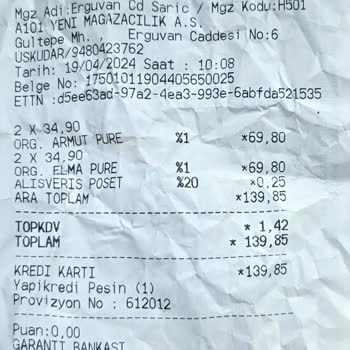 Mgz Adi:Erguvan Cd Saric / Mgz Kodu:H501
A101 YENI MAGAZACILIK A.S.
Gultepe Mh. , Erguvan Caddesi No:6
USKUDAR/9480423762
Tarih: 19/04/2024 Saat : 10:08
Belge No: 17501011904405650025
ETTN :d5ee63ad-97a2-4ea3-993e-6abfda521535
2 X 34,90
ORG. ARMUT PURE %1 *69,80
2 X 34,90
ORG. ELMA PURE %1 *69,80
ALISVERIS POSET %20 *0,25
ARA TOPLAM *139,85
TOPKDV * 1,42
TOPLAM * 139,85
KREDI KARTI *139,85
Yapikredi Pesin (1)
Provizyon No : 612012
Puan:0,00
GARANTI BANKASI